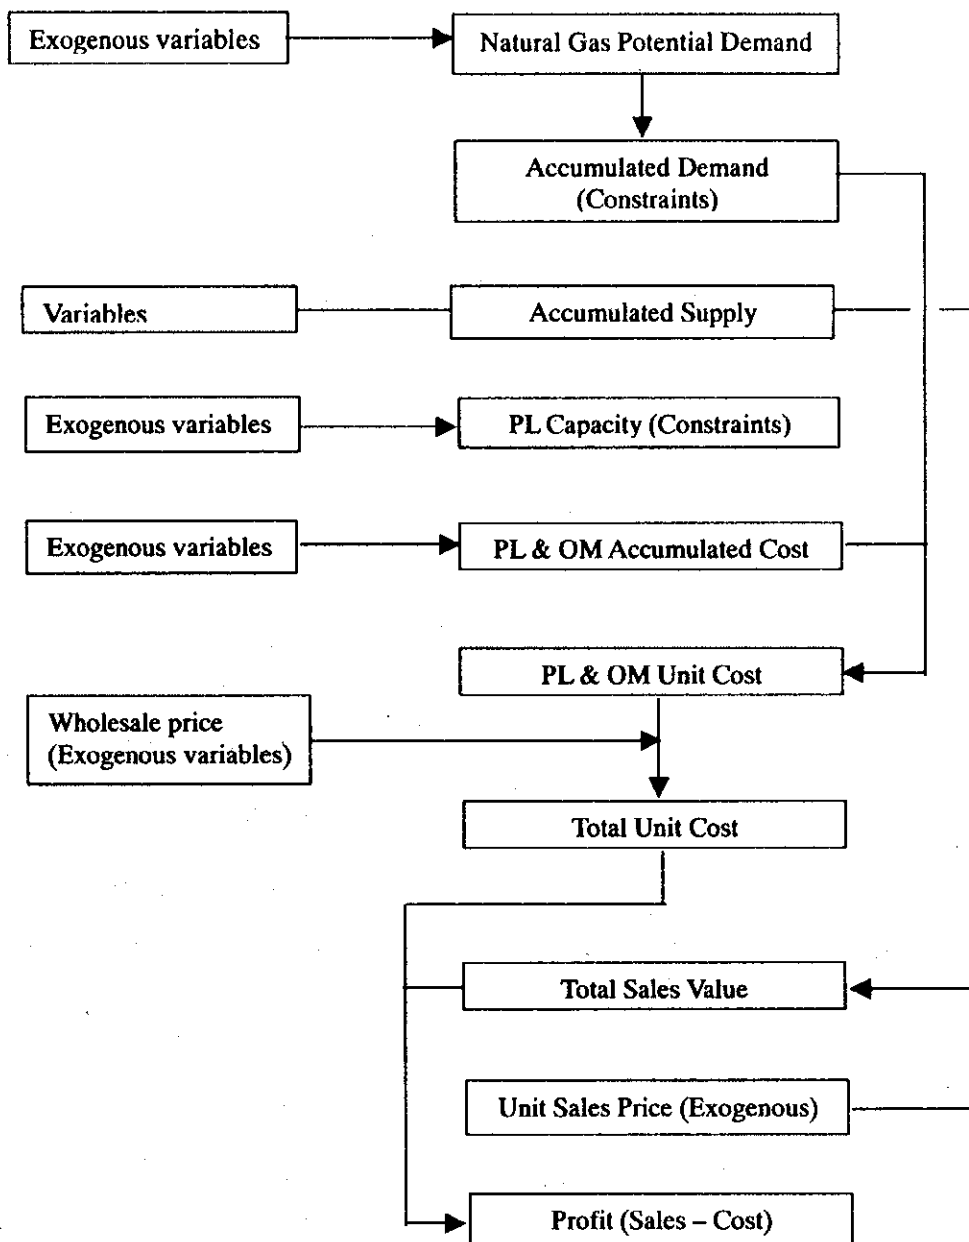 Exogenous variables
Natural Gas Potential Demand
Accumulated Demand
(Constraints)
Variables
Accumulated Supply
Exogenous variables
PL Capacity (Constraints)
Exogenous variables
PL & OM Accumulated Cost
PL & OM Unit Cost
Wholesale price
(Exogenous variables)
Total Unit Cost
Total Sales Value
Unit Sales Price (Exogenous)
Profit (Sales – Cost)